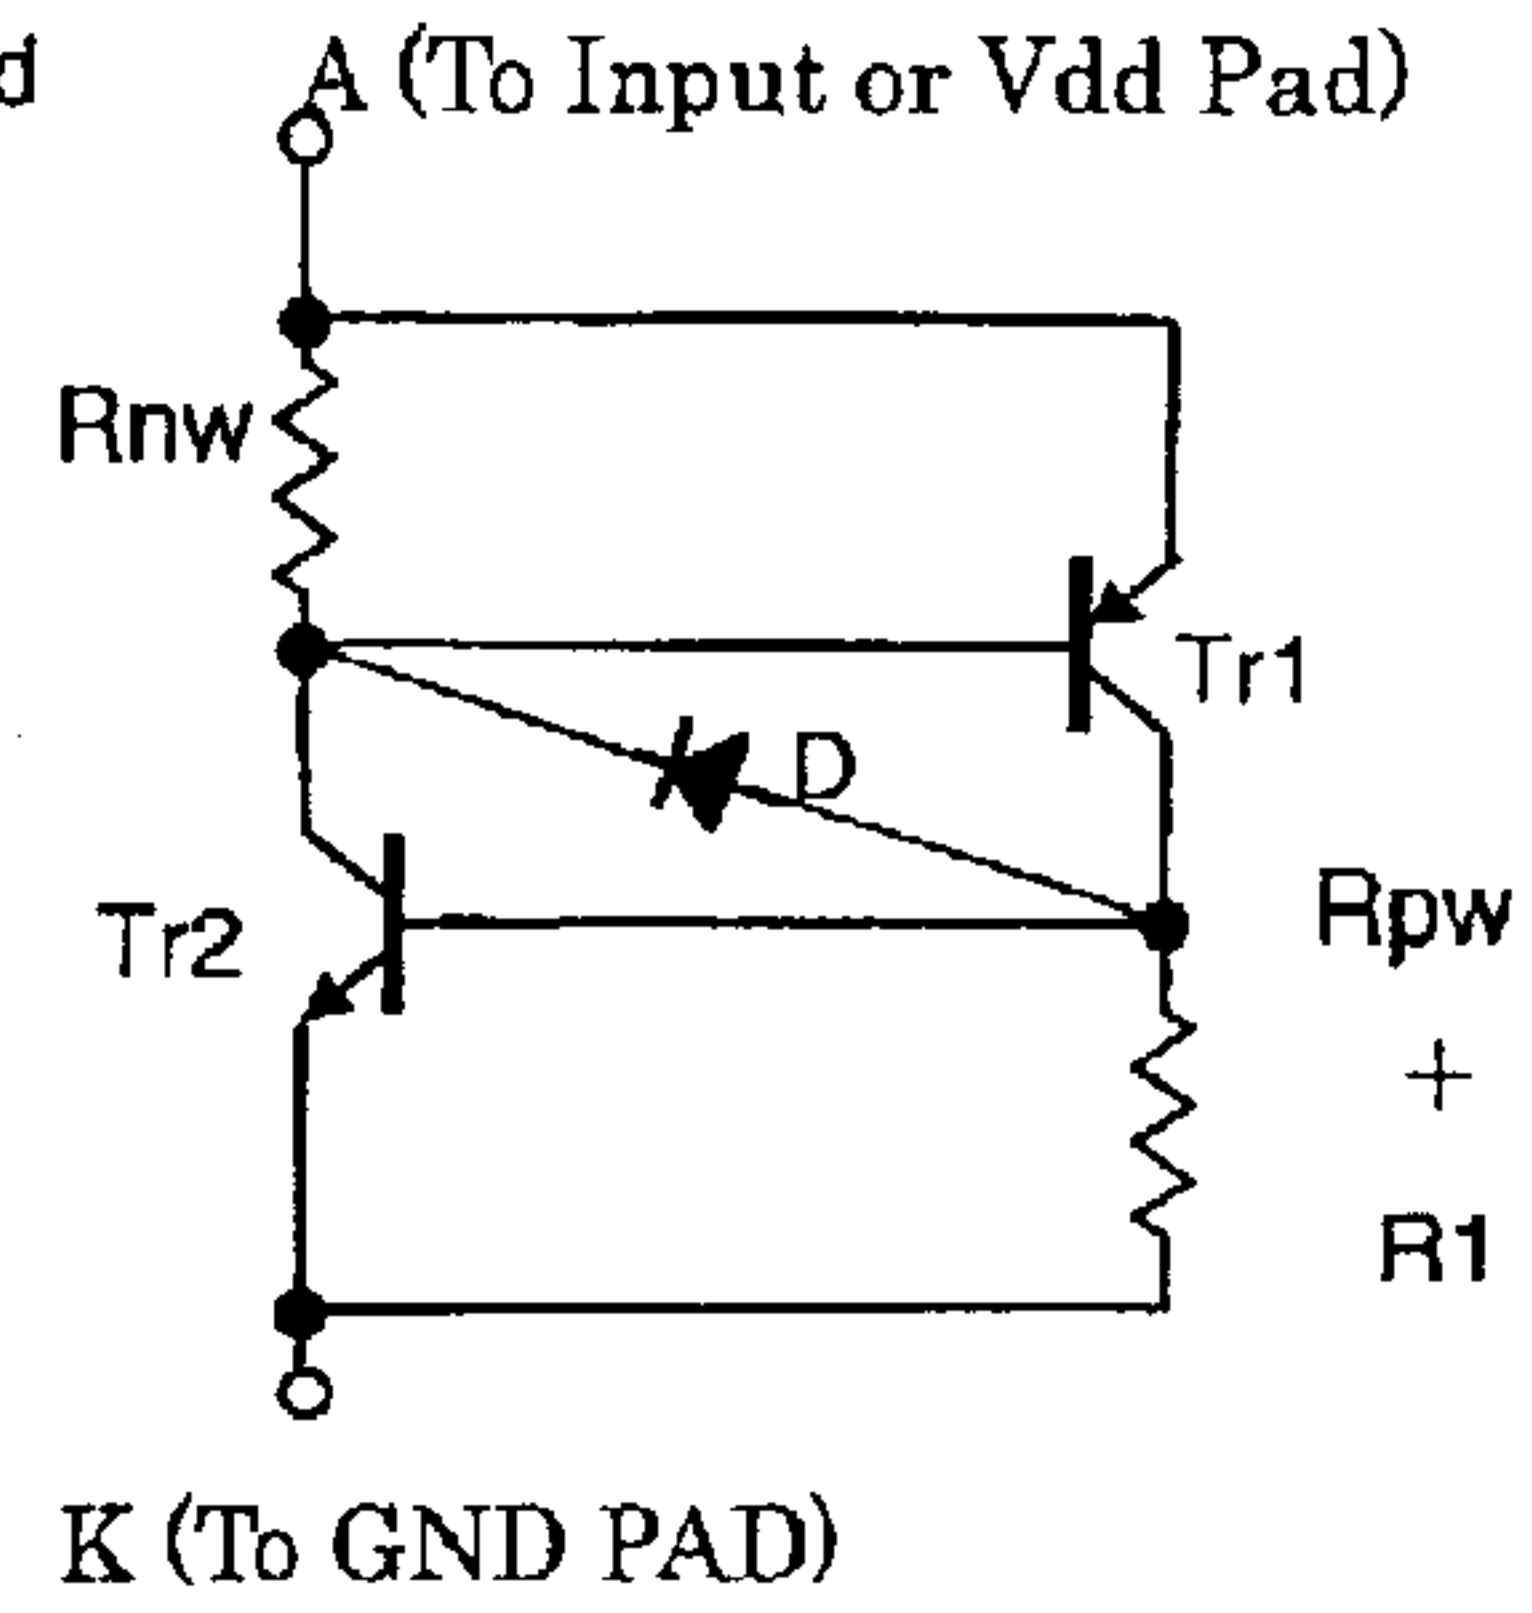 d
A (To Input or Vdd Pad)
Rnw
Tr1
D
Tr2
Rpw
+
R1
K (To GND PAD)